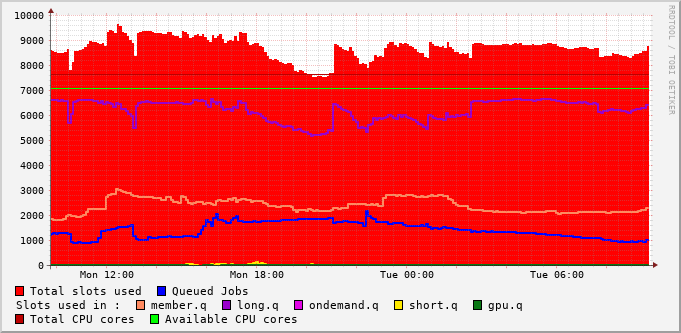 10000
9000
8000
7000
6000
5000
4000
3000
2000
1000
0
Mon 12:00 Mon 18:00 Tue 00:00 Tue 06:00
RRDTOOL / TOBI OETIKER
Total slots used Queued Jobs
Slots used in : member.q long.q ondemand.q short.q gpu.q
Total CPU cores Available CPU cores